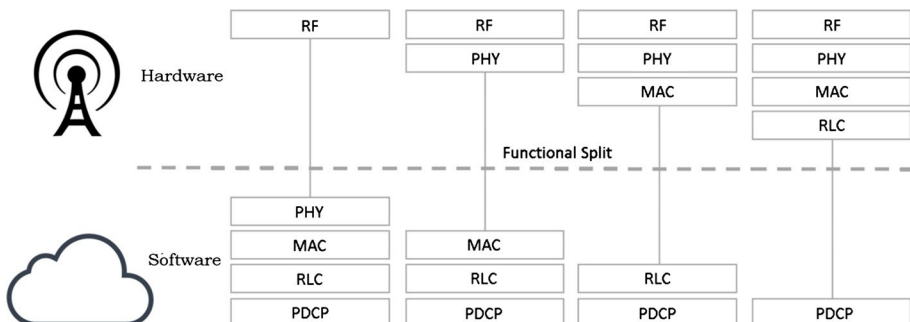 RF RF RF RF
PHY PHY PHY
Hardware
MAC MAC
RLC
Functional Split
PHY
Software
MAC MAC
RLC RLC RLC
PDCP PDCP PDCP PDCP